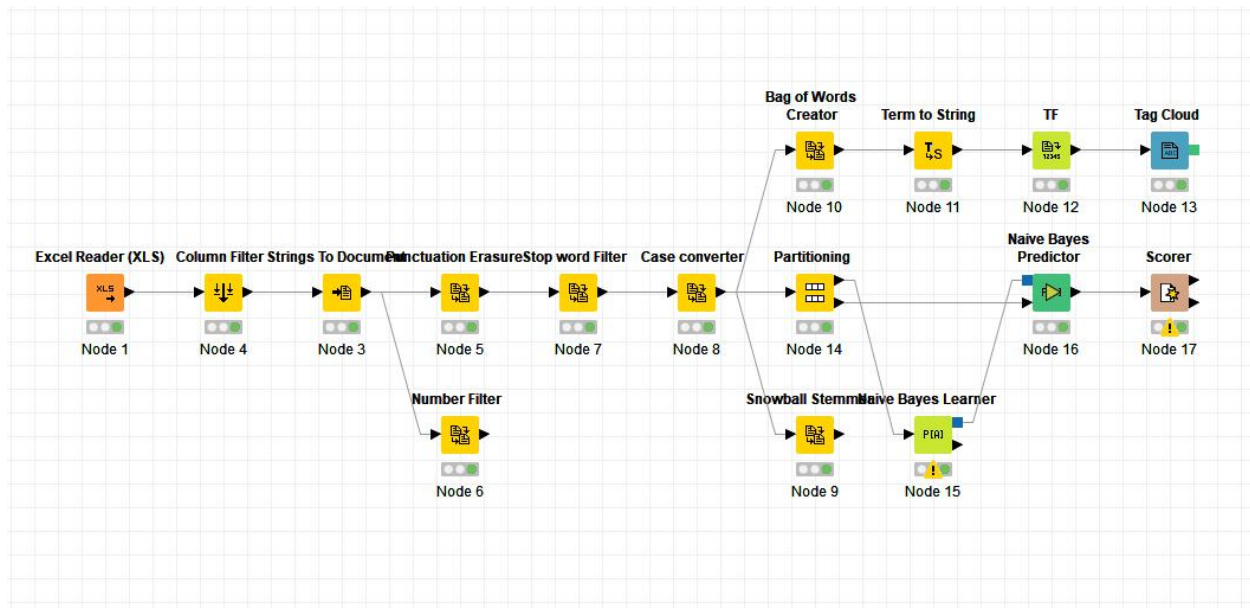 Bag of Words
Creator
Term to String
TF
Tag Cloud
T S
12345
ABC
Node 10
Node 11
Node 12
Node 13
Excel Reader (XLS)
Column Filter
Strings To Document
Punctuation Erasure
Stop word Filter
Case converter
Partitioning
Naive Bayes
Predictor
Scorer
XLS
Node 1
Node 4
Node 3
Node 5
Node 7
Node 8
Node 14
Node 16
Node 17
Number Filter
Snowball Stemmer
Naive Bayes Learner
P[A]
Node 6
Node 9
Node 15